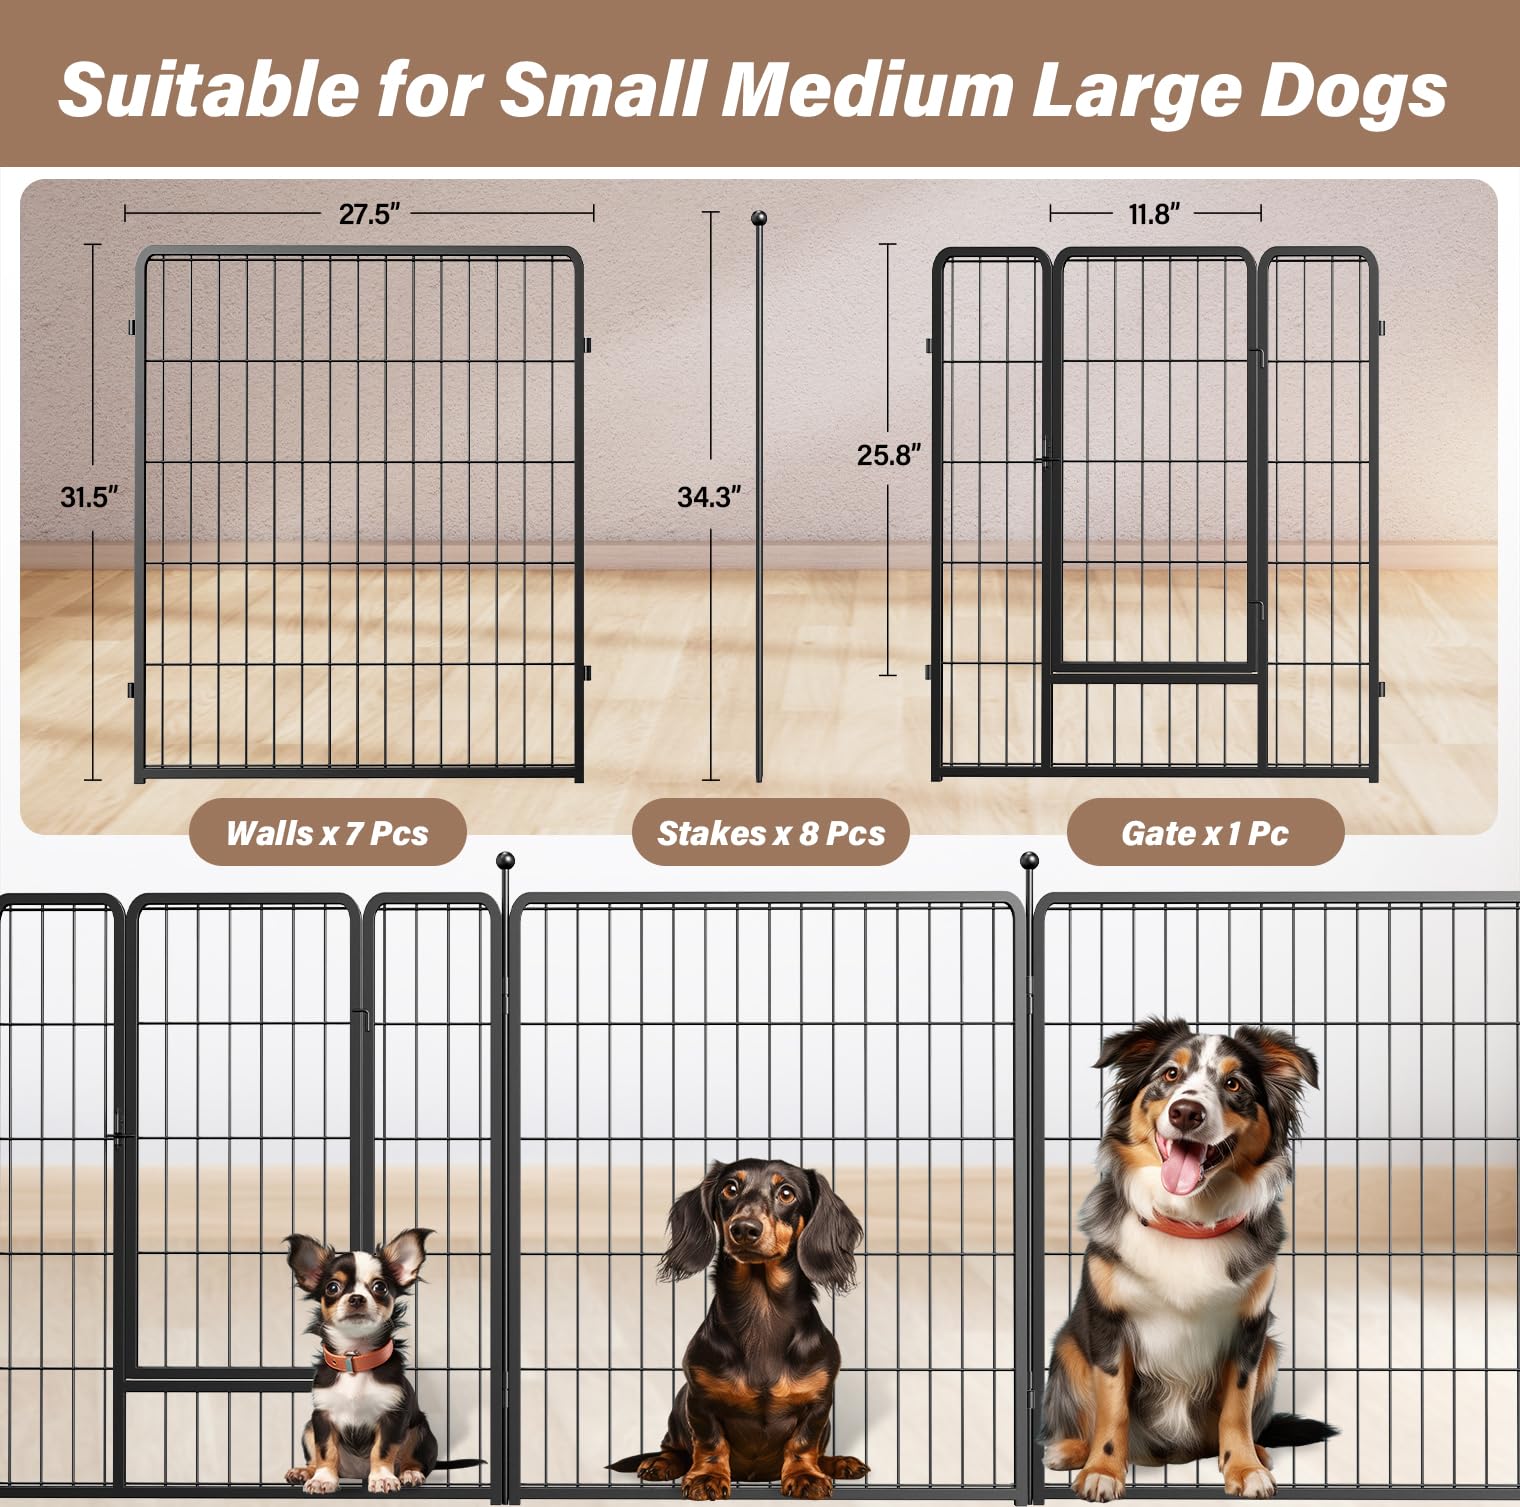 Suitable for Small Medium Large Dogs
27.5"
11.8"
25.8"
31.5"
34.3"
Walls x 7 Pcs
Stakes x 8 Pcs
Gate x 1 Pc